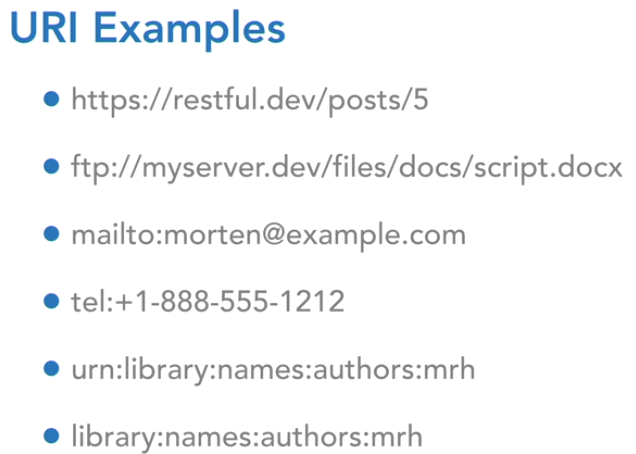 URI Examples
• https://restful.dev/posts/5
• ftp://myserver.dev/files/docs/script.docx
• mailto:morten@example.com
• tel:+1-888-555-1212
• urn:library:names:authors:mrh
• library:names:authors:mrh